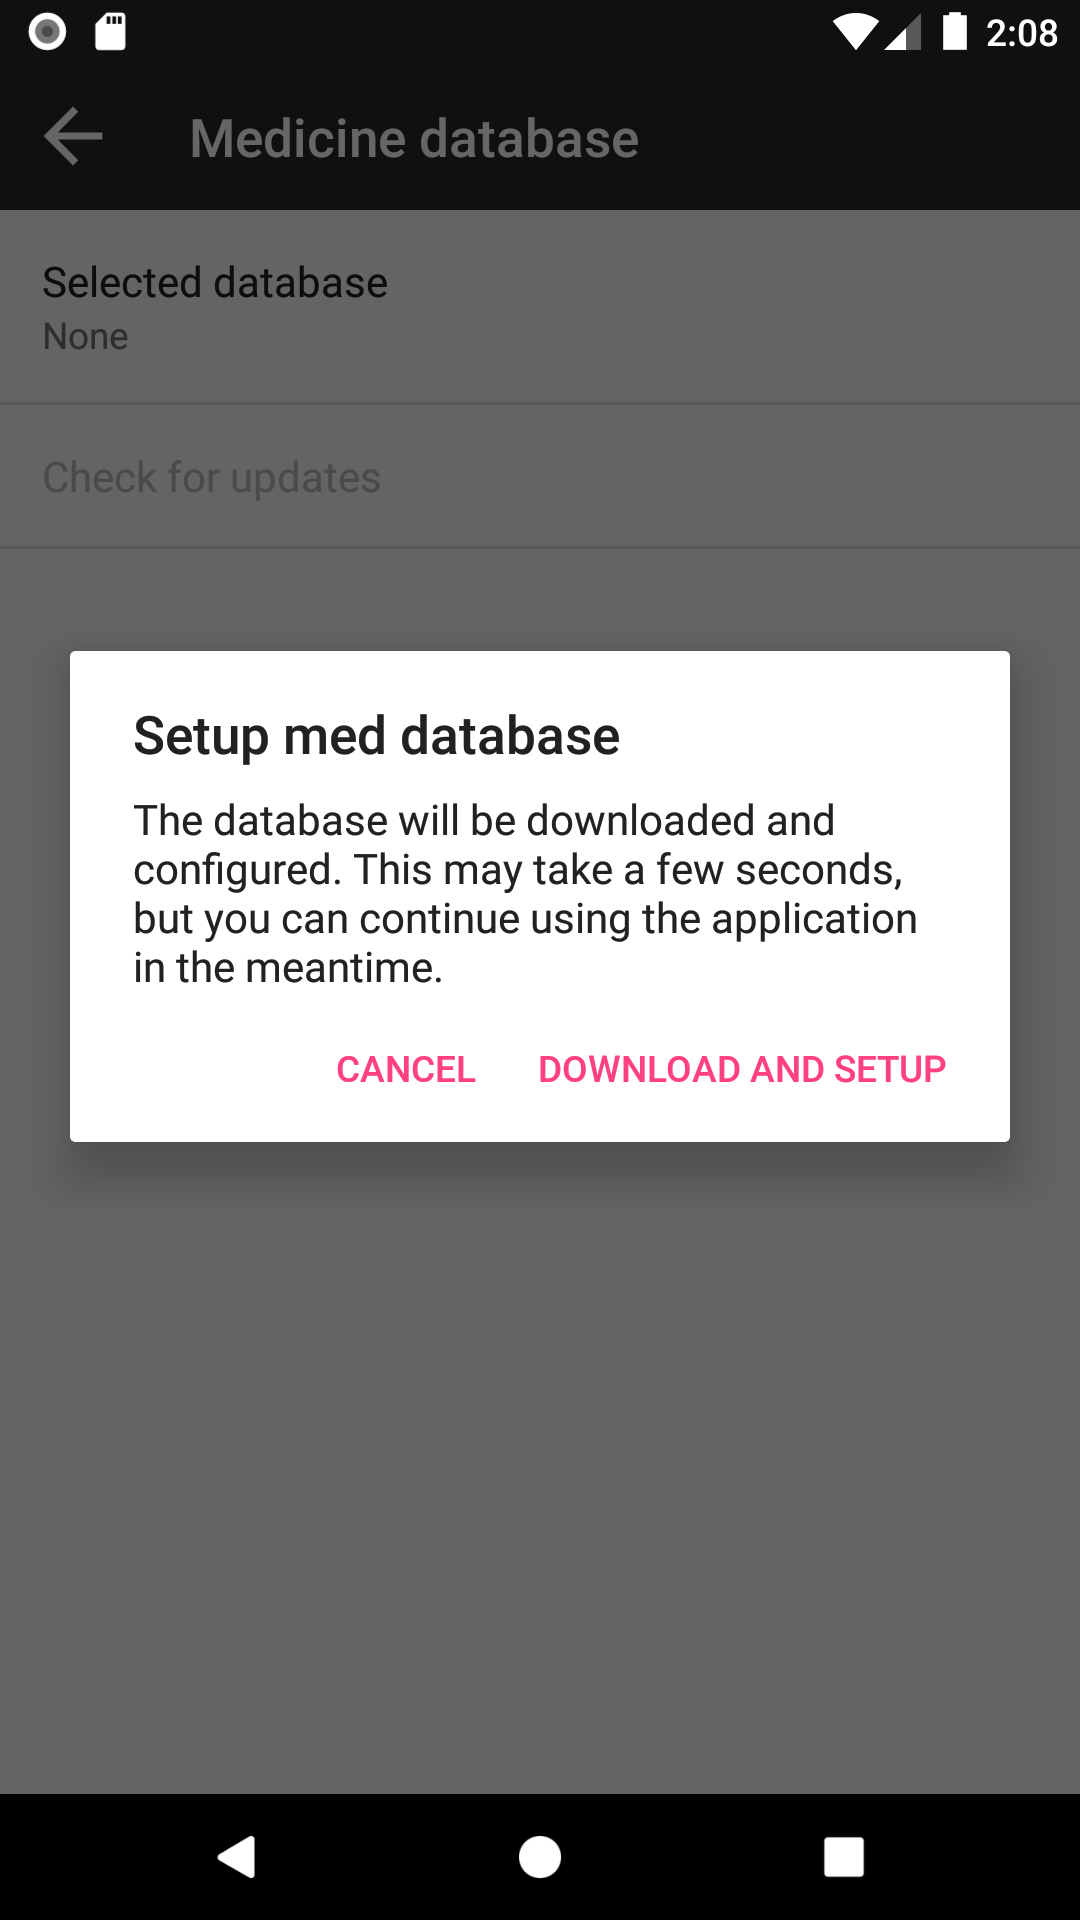 2:08
Medicine database
Selected database
None
Check for updates
Setup med database
The database will be downloaded and
configured. This may take a few seconds,
but you can continue using the application
in the meantime.
CANCEL DOWNLOAD AND SETUP